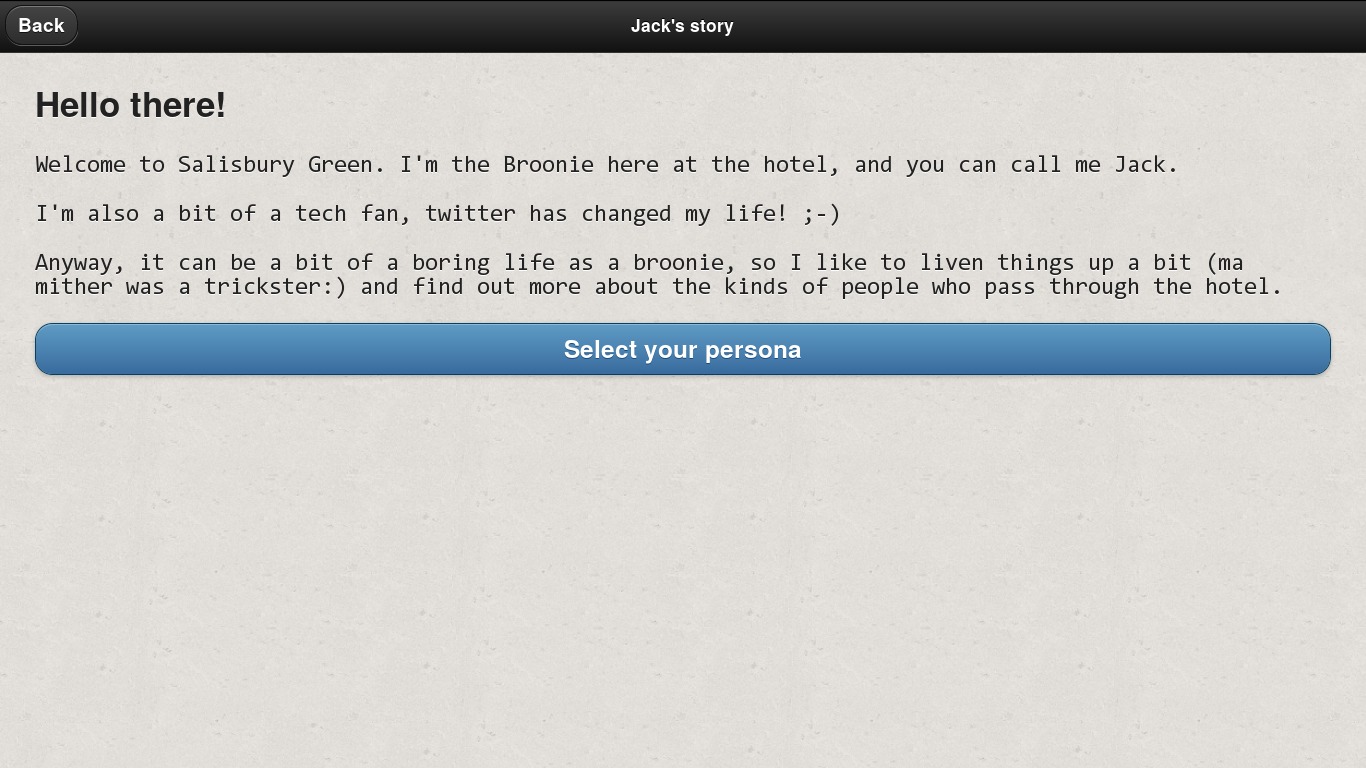 Back
Jack's story
Hello there!
Welcome to Salisbury Green. I'm the Broonie here at the hotel, and you can call me Jack.
I'm also a bit of a tech fan, twitter has changed my life! ;-)
Anyway, it can be a bit of a boring life as a broonie, so I like to liven things up a bit (ma
mither was a trickster:) and find out more about the kinds of people who pass through the hotel.
Select your persona